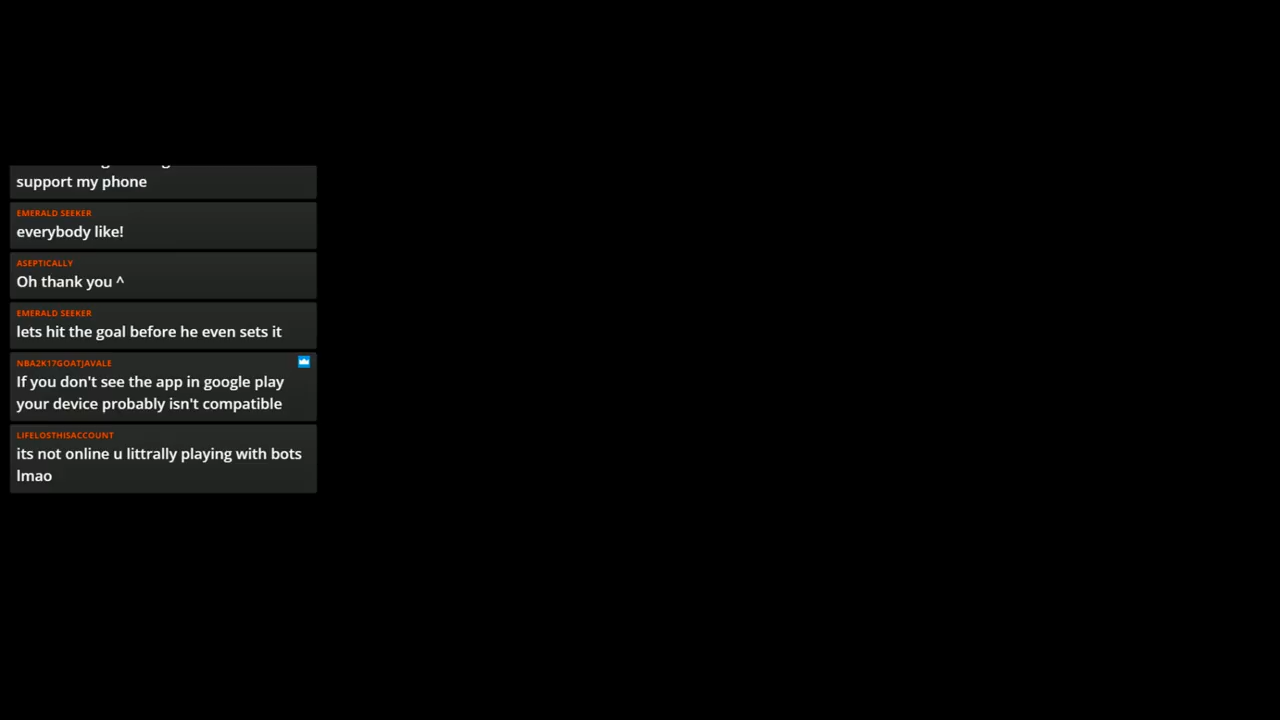 support my phone
EMERALD SEEKER
everybody like!
ASEPTICALLY
Oh thank you ^
EMERALD SEEKER
lets hit the goal before he even sets it
NBA2K17GOATJAVALE
If you don't see the app in google play
your device probably isn't compatible
LIFELOSTHISACCOUNT
its not online u littrally playing with bots
lmao